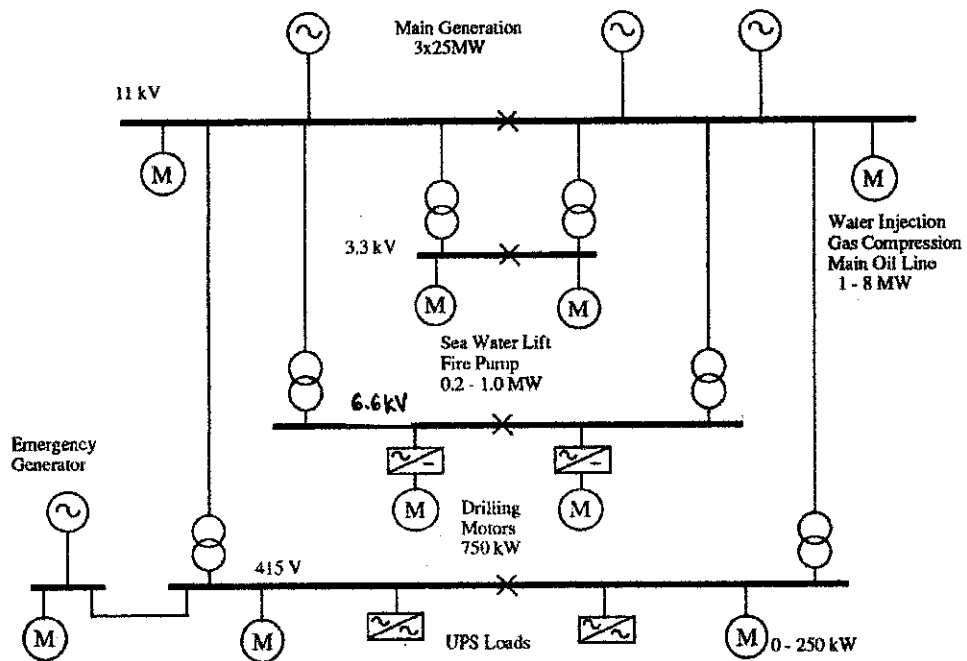 Main Generation
3x25MW
11 kV
M
M
Water Injection
Gas Compression
Main Oil Line
1 - 8 MW
3.3 kV
M
M
Sea Water Lift
Fire Pump
0.2 - 1.0 MW
6.6kV
Emergency
Generator
M
M
Drilling
Motors
750 kW
415 V
M
M
UPS Loads
M
0 - 250 kW